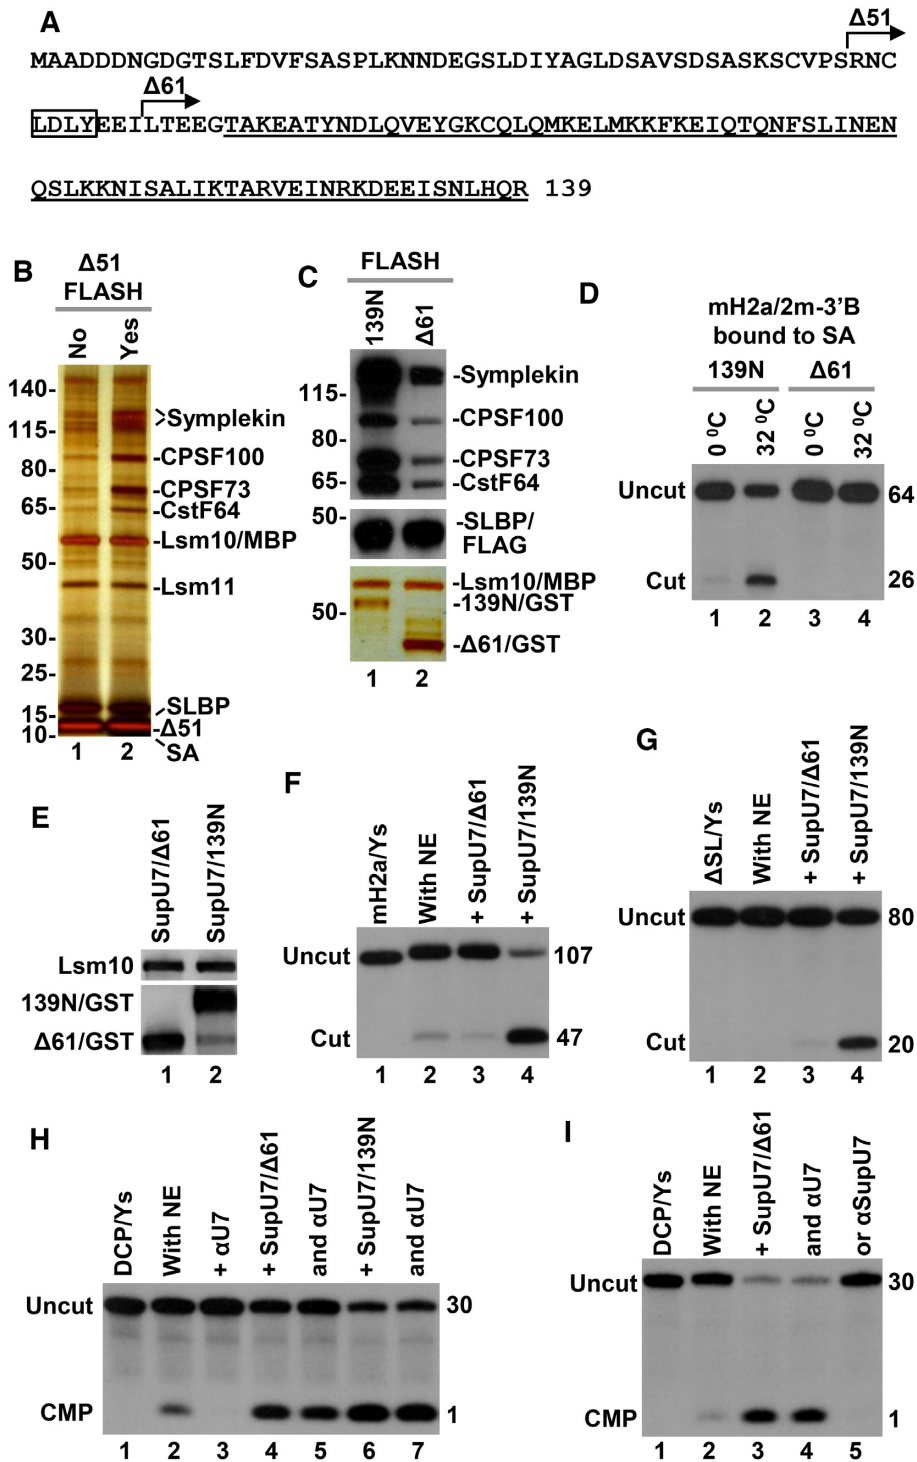 A
Δ51
MAADDDNGDGTSLFDVFSASPLKNNDEGSLDIYAGLDSAVSDSASKSCVPSRNC
Δ61
LDLYEEILTEEGTAKEATYNDLQVEYGKCQLQMKELMKKFKEIQTQNFSLINEN
QSLKKNISALIKTARVEINRKDEEISNLHQR 139
B
Δ51
FLASH
No
Yes
140-
115-
80-
65-
50-
30-
25-
15-
10-
Symplekin
-CPSF100
-CPSF73
-CstF64
-Lsm10/MBP
-Lsm11
SLBP
-Δ51
SA
1 2
C
FLASH
139N
Δ61
115-
80-
65-
50-
50-
-Symplekin
-CPSF100
-CPSF73
-CstF64
-SLBP/
FLAG
-Lsm10/MBP
-139N/GST
-Δ61/GST
1 2
D
mH2a/2m-3'B
bound to SA
139N Δ61
0 ⁰C
32 ⁰C
0 ⁰C
32 ⁰C
Uncut
64
Cut
26
1 2 3 4
E
SupU7/Δ61
SupU7/139N
Lsm10
139N/GST
Δ61/GST
1 2
F
mH2a/Ys
With NE
+ SupU7/Δ61
+ SupU7/139N
Uncut
107
Cut
47
1 2 3 4
G
ΔSL/Ys
With NE
+ SupU7/Δ61
+ SupU7/139N
Uncut
80
Cut
20
1 2 3 4
H
DCP/Ys
With NE
+ αU7
+ SupU7/Δ61
and αU7
+ SupU7/139N
and αU7
Uncut
30
CMP
1
1 2 3 4 5 6 7
I
DCP/Ys
With NE
+ SupU7/Δ61
and αU7
or αSupU7
Uncut
30
CMP
1
1 2 3 4 5